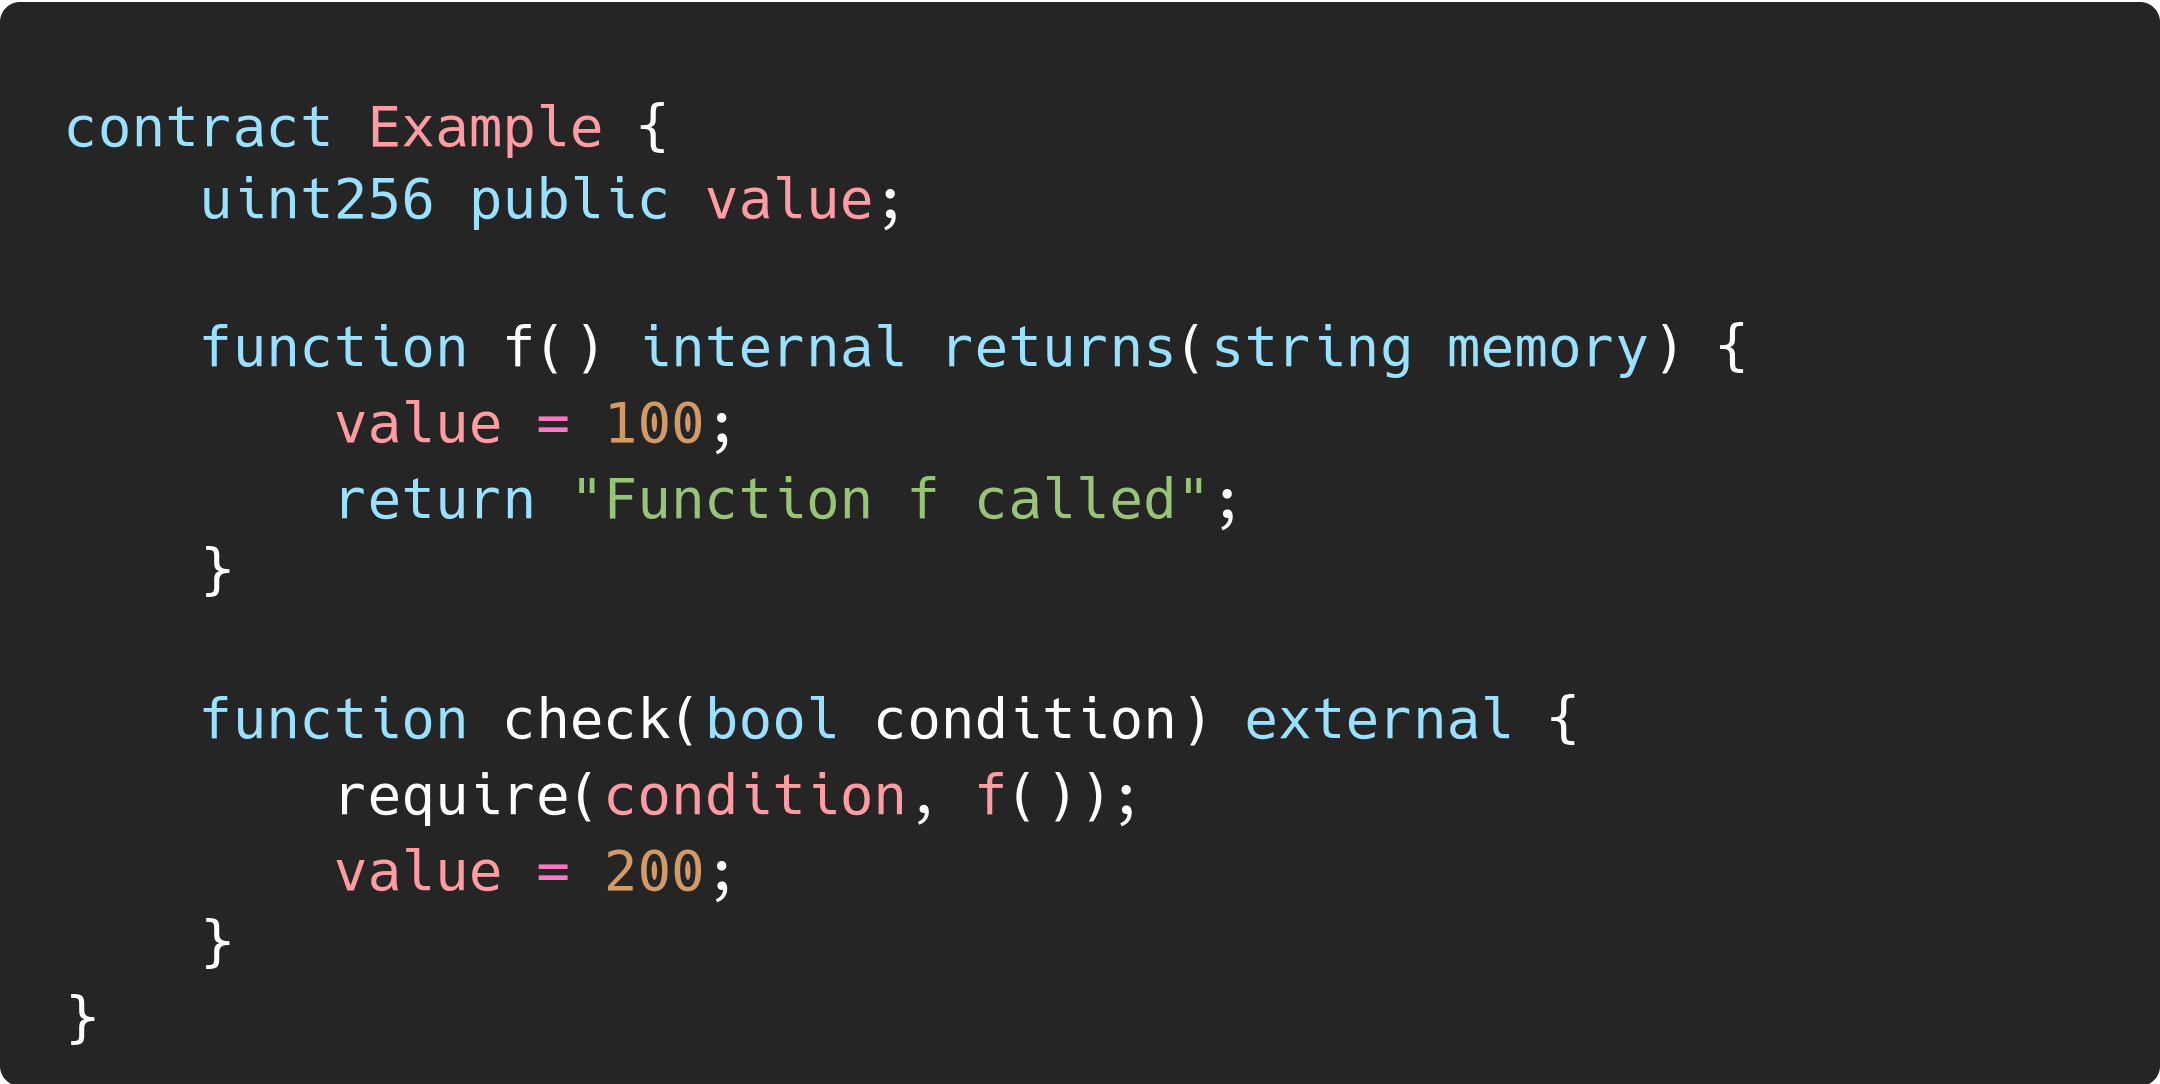 contract Example {
    uint256 public value;

    function f() internal returns(string memory) {
        value = 100;
        return "Function f called";
    }

    function check(bool condition) external {
        require(condition, f());
        value = 200;
    }
}